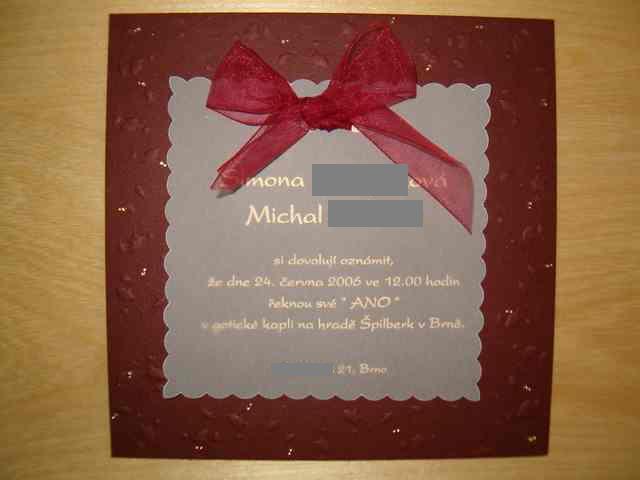 Simona ová
Michal
si dovolují oznámit,
že dne 24. června 2006 ve 12.00 hodin
řeknou své " ANO "
v gotické kapli na hradě Špilberk v Brně.
21, Brno